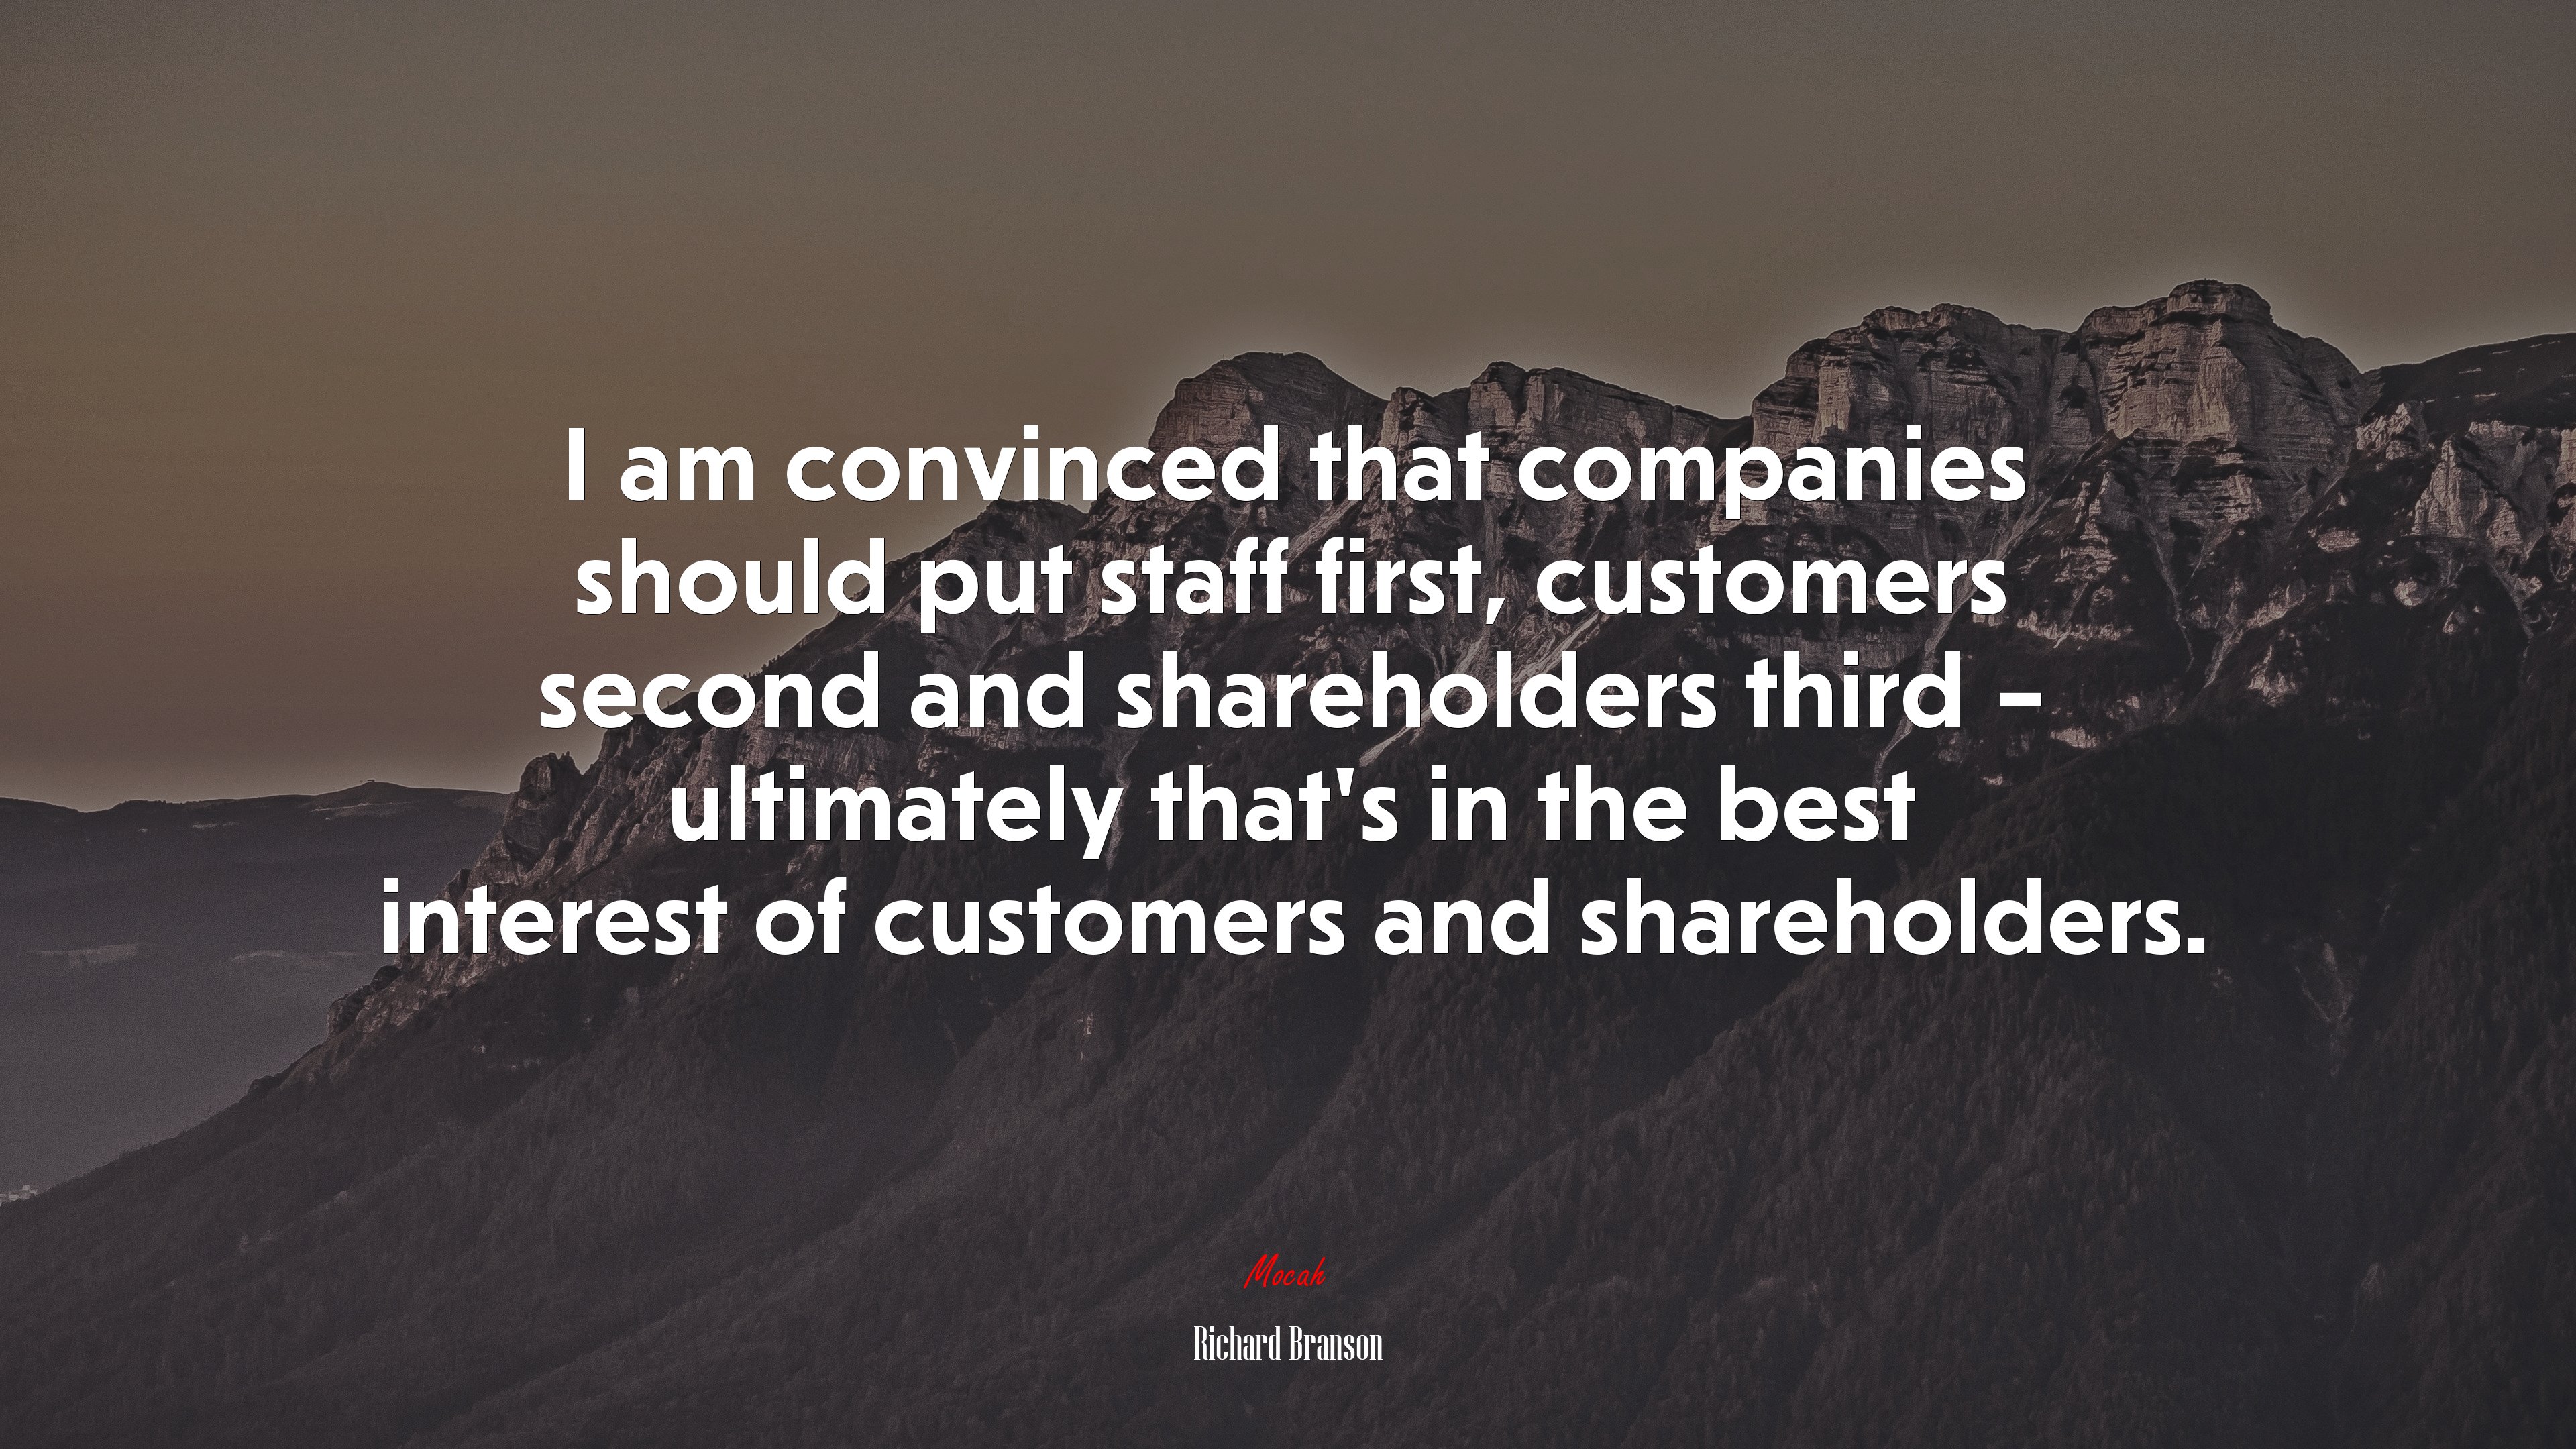 I am convinced that companies
should put staff first, customers
second and shareholders third –
ultimately that's in the best
interest of customers and shareholders.
Mocah
Richard Branson